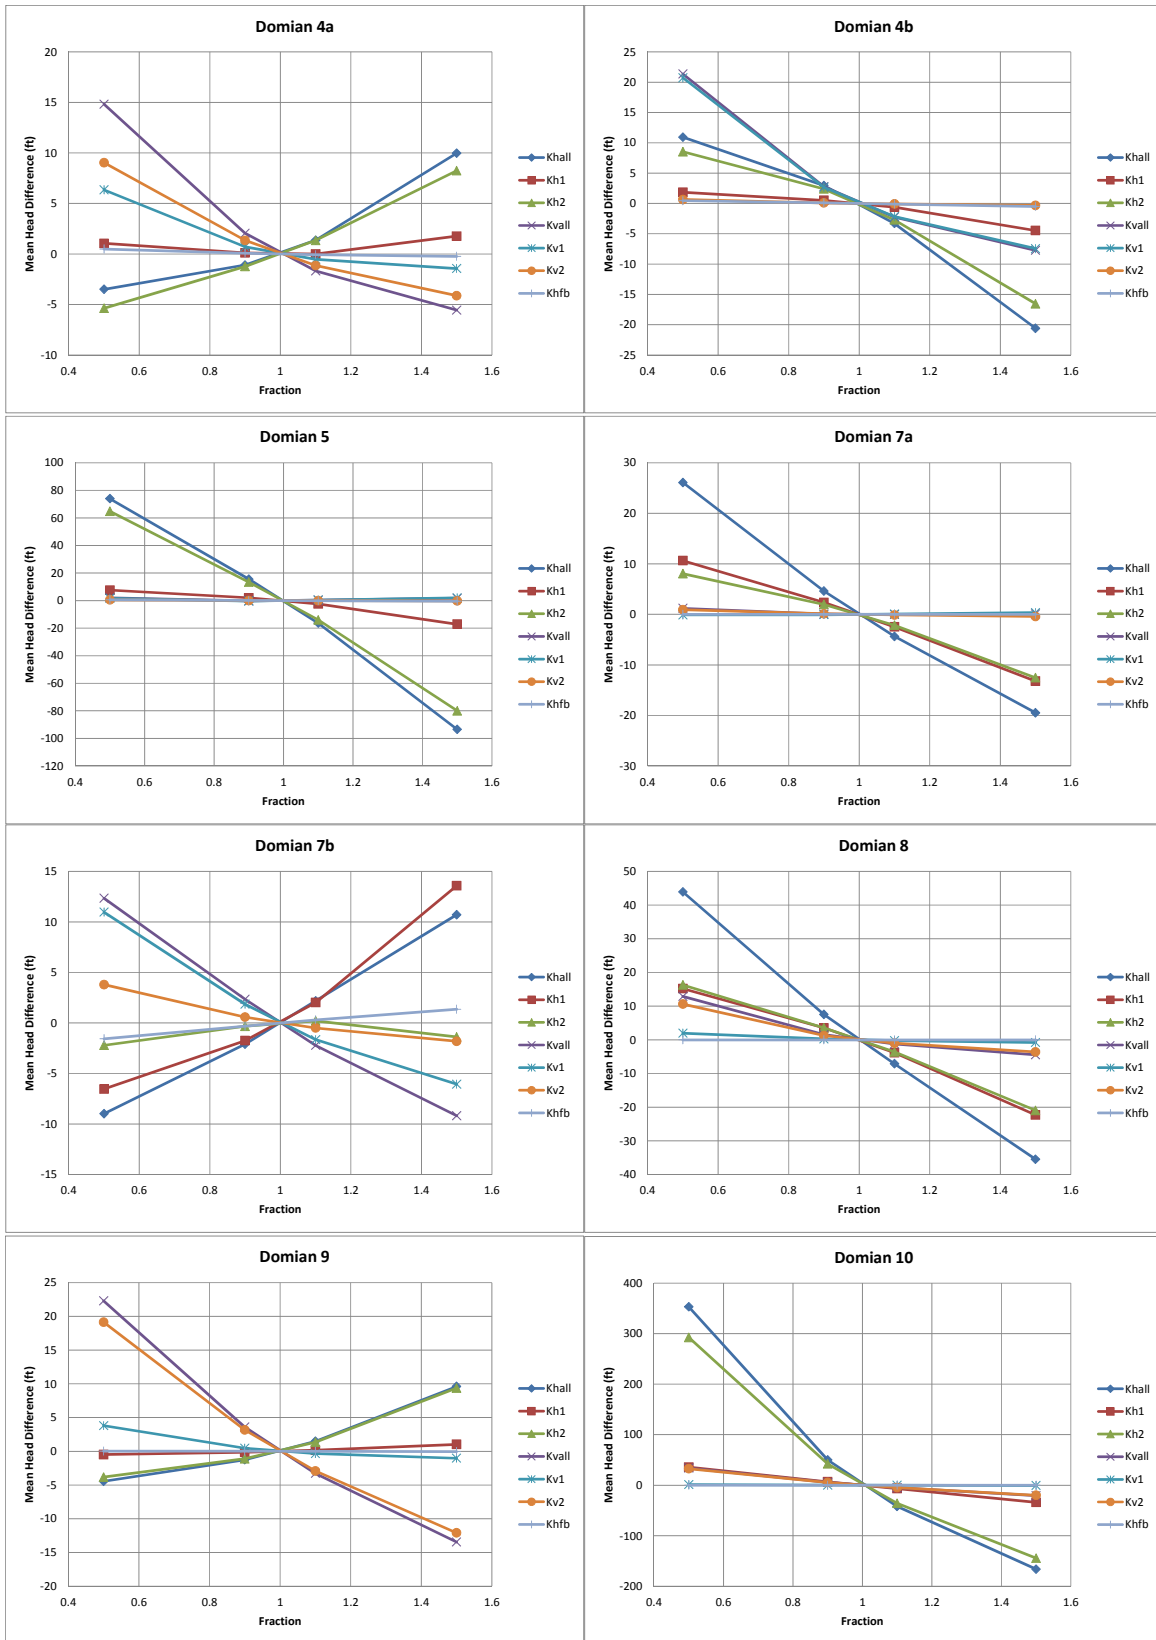 Domian 4a
20
15
10
5
0
-5
-10
0.4 0.6 0.8 1 1.2 1.4 1.6
Mean Head Difference (ft)
Fraction
Khall
Kh1
Kh2
Kvall
Kv1
Kv2
Khfb
Domian 4b
25
20
15
10
5
0
-5
-10
-15
-20
-25
0.4 0.6 0.8 1 1.2 1.4 1.6
Mean Head Difference (ft)
Fraction
Khall
Kh1
Kh2
Kvall
Kv1
Kv2
Khfb
Domian 5
100
80
60
40
20
0
-20
-40
-60
-80
-100
-120
0.4 0.6 0.8 1 1.2 1.4 1.6
Mean Head Difference (ft)
Fraction
Khall
Kh1
Kh2
Kvall
Kv1
Kv2
Khfb
Domian 7a
30
20
10
0
-10
-20
-30
0.4 0.6 0.8 1 1.2 1.4 1.6
Mean Head Difference (ft)
Fraction
Khall
Kh1
Kh2
Kvall
Kv1
Kv2
Khfb
Domian 7b
15
10
5
0
-5
-10
-15
0.4 0.6 0.8 1 1.2 1.4 1.6
Mean Head Difference (ft)
Fraction
Khall
Kh1
Kh2
Kvall
Kv1
Kv2
Khfb
Domian 8
50
40
30
20
10
0
-10
-20
-30
-40
0.4 0.6 0.8 1 1.2 1.4 1.6
Mean Head Difference (ft)
Fraction
Khall
Kh1
Kh2
Kvall
Kv1
Kv2
Khfb
Domian 9
25
20
15
10
5
0
-5
-10
-15
-20
0.4 0.6 0.8 1 1.2 1.4 1.6
Mean Head Difference (ft)
Fraction
Khall
Kh1
Kh2
Kvall
Kv1
Kv2
Khfb
Domian 10
400
300
200
100
0
-100
-200
0.4 0.6 0.8 1 1.2 1.4 1.6
Mean Head Difference (ft)
Fraction
Khall
Kh1
Kh2
Kvall
Kv1
Kv2
Khfb